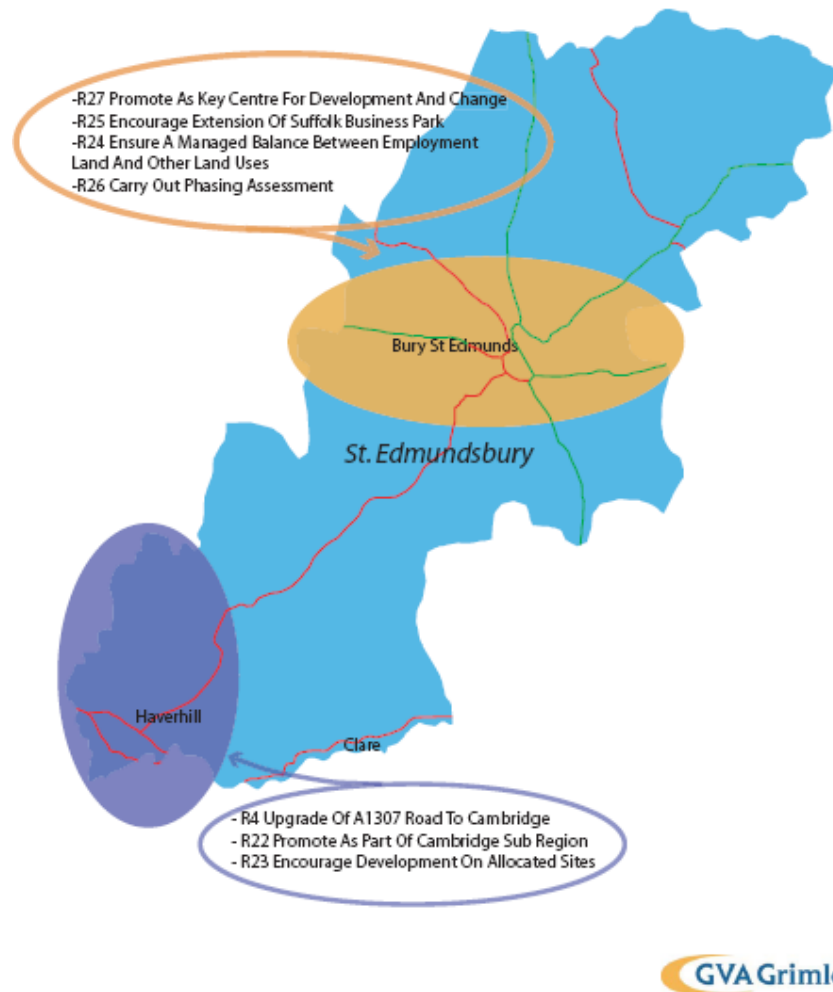 -R27 Promote As Key Centre For Development And Change
-R25 Encourage Extension Of Suffolk Business Park
-R24 Ensure A Managed Balance Between Employment
Land And Other Land Uses
-R26 Carry Out Phasing Assessment
Bury St Edmunds
St. Edmundsbury
Haverhill
Clare
- R4 Upgrade Of A1307 Road To Cambridge
- R22 Promote As Part Of Cambridge Sub Region
- R23 Encourage Development On Allocated Sites
GVA Grimle